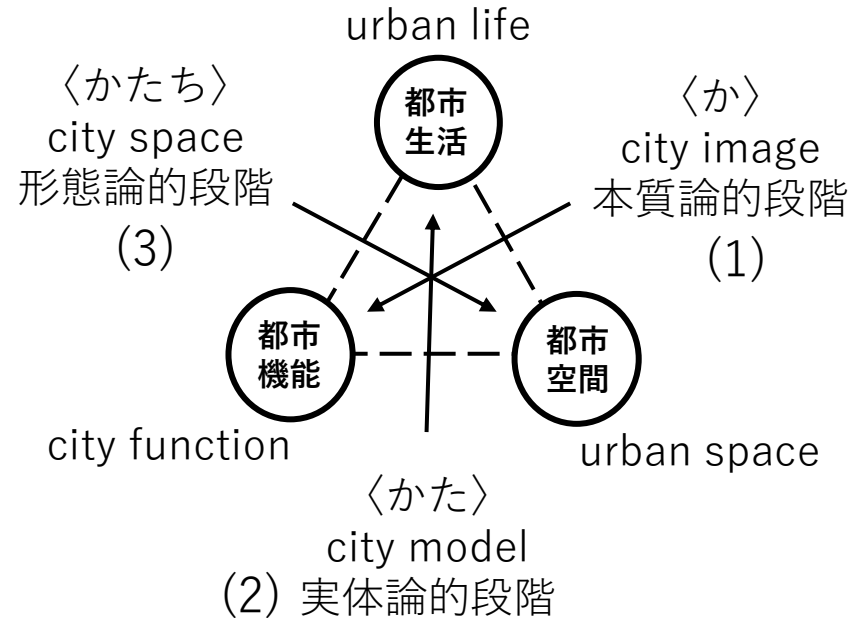 urban life
都市
生活
〈かたち〉
city space
形態論的段階
(3)
〈か〉
city image
本質論的段階
(1)
都市
機能
都市
空間
city function
urban space
〈かた〉
city model
(2) 実体論的段階